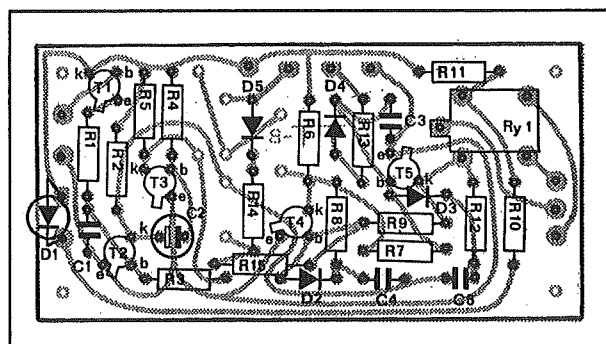 D5 D4 R11
k b
T1
e
R5 R4 R6 R13 C3 Ry 1
R1 R2
k T3 e T5
b k
e C2 R14 k D3
T4 R8 R9 R12 R10
k b R7
D1 C1 T2 e b R3 R15 D2 C4 C5